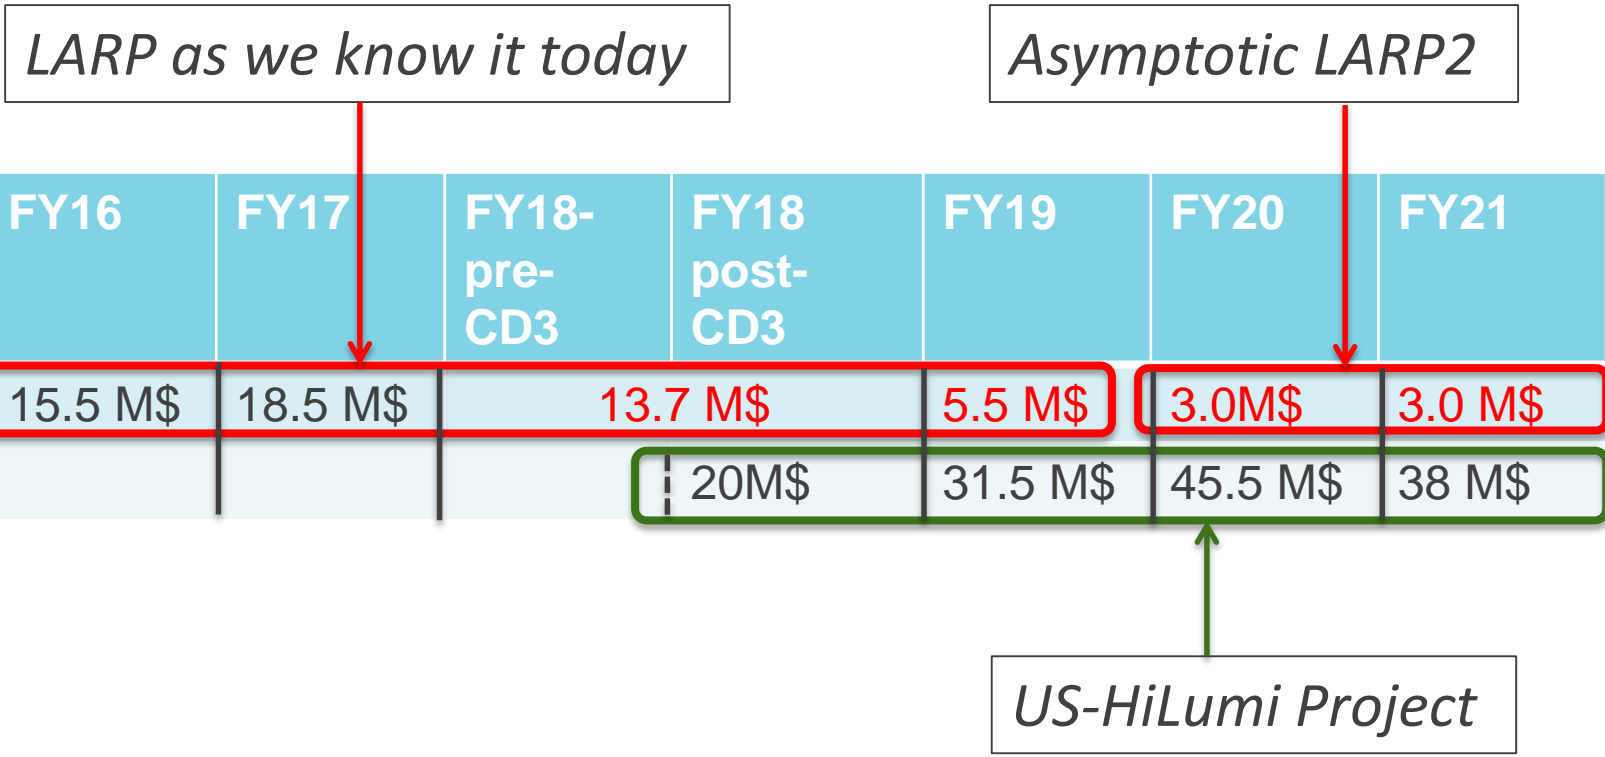 LARP as we know it today
Asymptotic LARP2
FY16 FY17 FY18- FY18 FY19 FY20 FY21
pre- post-
CD3 CD3
15.5 M$ 18.5 M$ 13.7 M$ 5.5 M$ 3.0M$ 3.0 M$
20M$ 31.5 M$ 45.5 M$ 38 M$
US-HiLumi Project